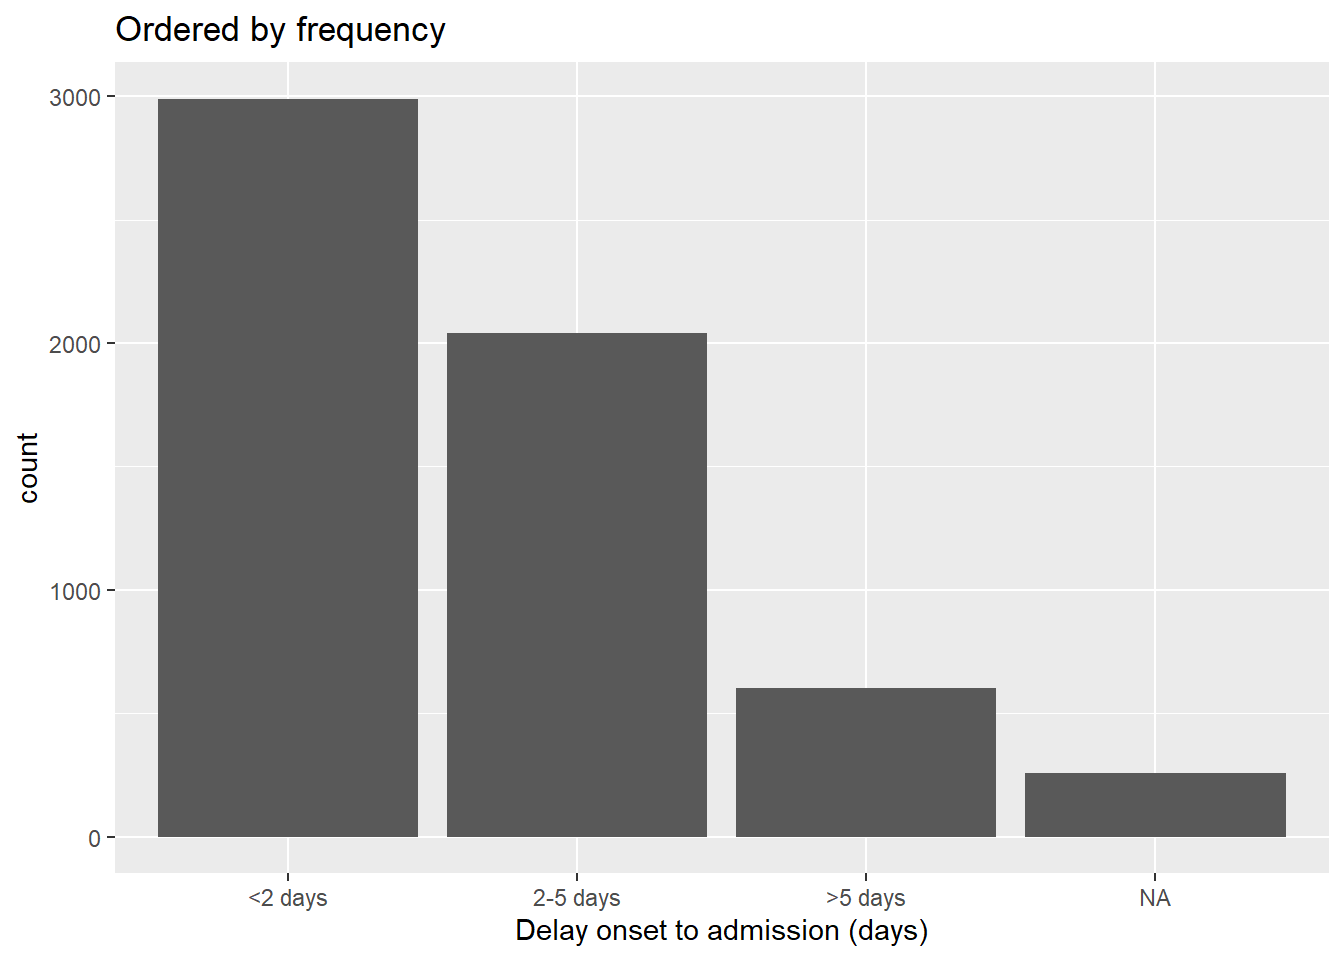 Ordered by frequency
3000
2000
1000
0
count
<2 days
2-5 days
>5 days
NA
Delay onset to admission (days)